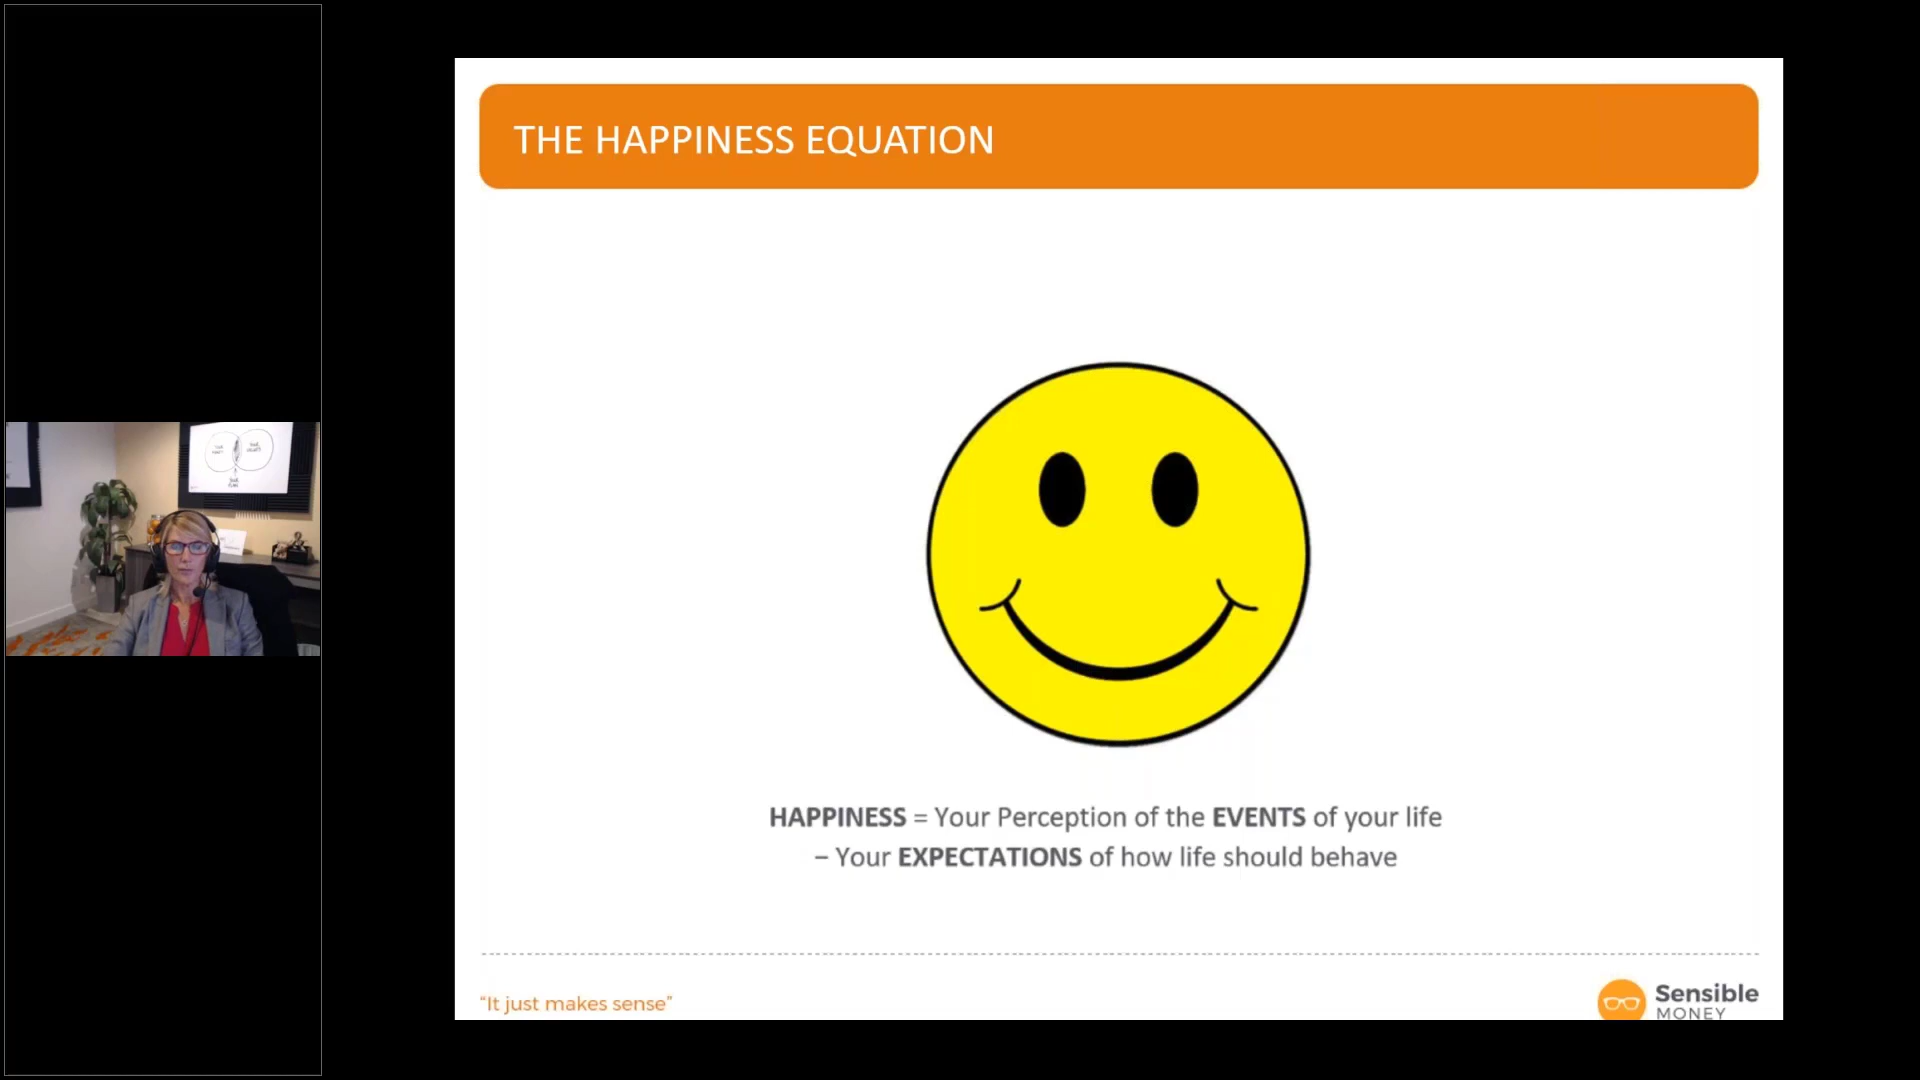 THE HAPPINESS EQUATION
HAPPINESS = Your Perception of the EVENTS of your life
– Your EXPECTATIONS of how life should behave
“It just makes sense”
Sensible
MONEY